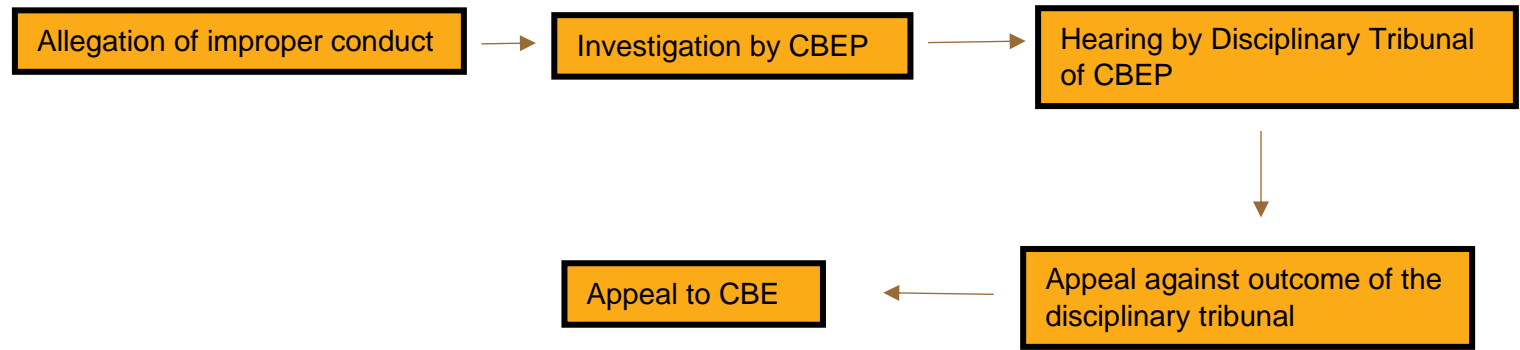 Allegation of improper conduct
Investigation by CBEP
Hearing by Disciplinary Tribunal
of CBEP
Appeal against outcome of the
disciplinary tribunal
Appeal to CBE